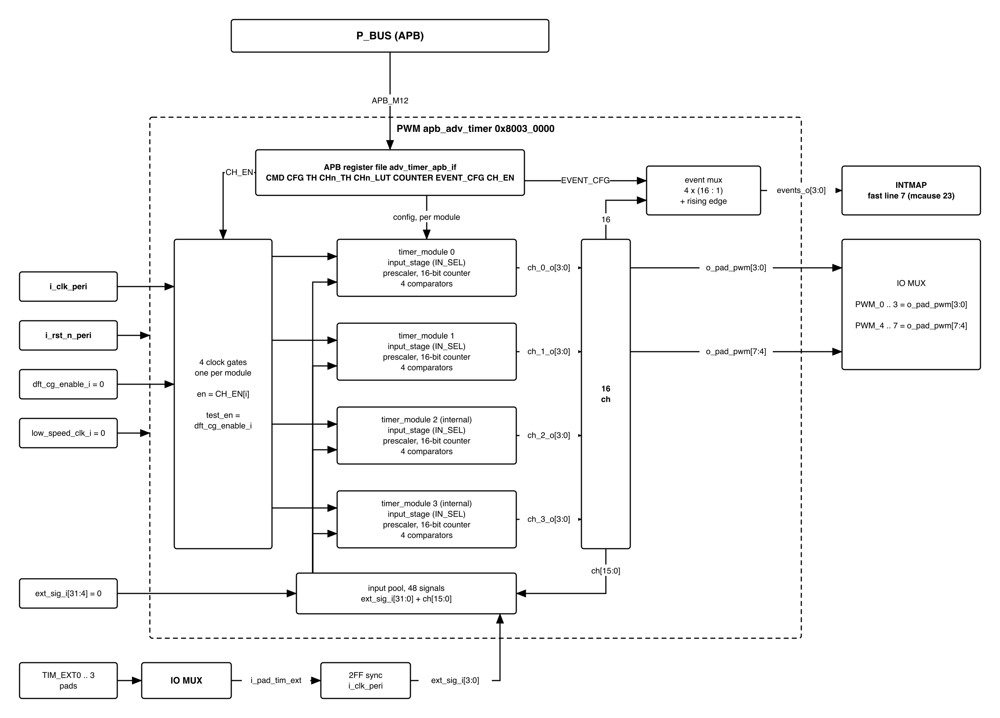 P_BUS (APB)
APB_M12
PWM apb_adv_timer 0x8003_0000
APB register file adv_timer_apb_if
CMD CFG TH CHn_TH CHn_LUT COUNTER EVENT_CFG CH_EN
CH_EN
EVENT_CFG
config, per module
event mux
4 x (16 : 1)
+ rising edge
events_o[3:0]
INTMAP
fast line 7 (mcause 23)
16
i_clk_peri
i_rst_n_peri
dft_cg_enable_i = 0
low_speed_clk_i = 0
4 clock gates
one per module
en = CH_EN[i]
test_en =
dft_cg_enable_i
timer_module 0
input_stage (IN_SEL)
prescaler, 16-bit counter
4 comparators
ch_0_o[3:0]
timer_module 1
input_stage (IN_SEL)
prescaler, 16-bit counter
4 comparators
ch_1_o[3:0]
timer_module 2 (internal)
input_stage (IN_SEL)
prescaler, 16-bit counter
4 comparators
ch_2_o[3:0]
timer_module 3 (internal)
input_stage (IN_SEL)
prescaler, 16-bit counter
4 comparators
ch_3_o[3:0]
16
ch
o_pad_pwm[3:0]
o_pad_pwm[7:4]
IO MUX
PWM_0 .. 3 = o_pad_pwm[3:0]
PWM_4 .. 7 = o_pad_pwm[7:4]
ch[15:0]
ext_sig_i[31:4] = 0
input pool, 48 signals
ext_sig_i[31:0] + ch[15:0]
TIM_EXT0 .. 3
pads
IO MUX
i_pad_tim_ext
2FF sync
i_clk_peri
ext_sig_i[3:0]